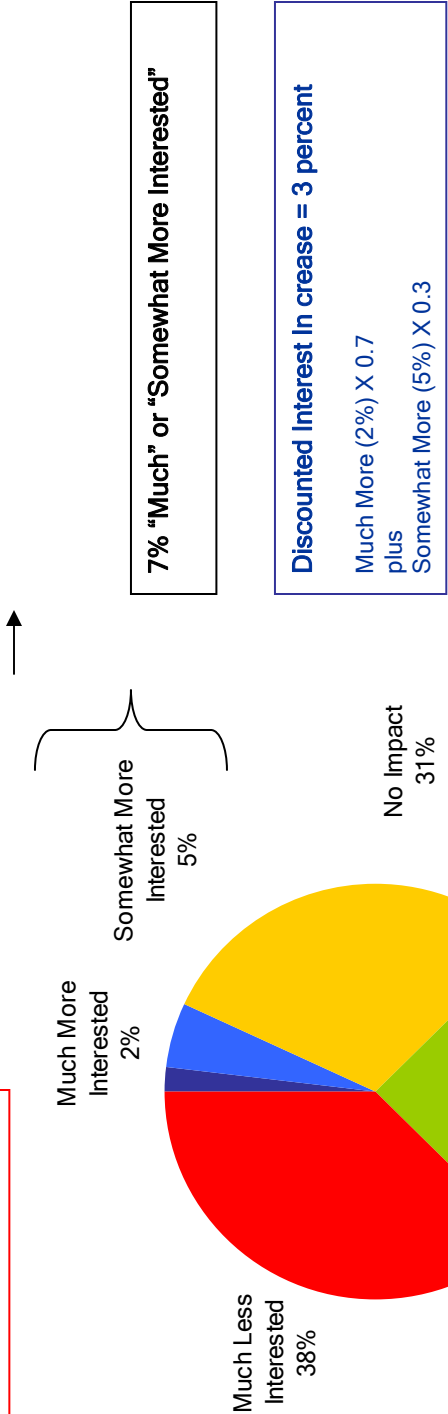 Much Less
Interested
38%
Much More
Interested
2%
Somewhat More
Interested
5%
No Impact
31%
7% “Much” or “Somewhat More Interested”
Discounted Interest In crease = 3 percent
Much More (2%) X 0.7
plus
Somewhat More (5%) X 0.3